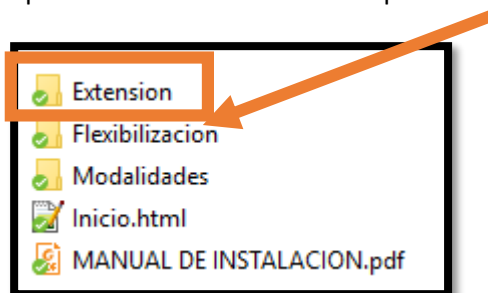 Extension
Flexibilizacion
Modalidades
Inicio.html
MANUAL DE INSTALACION.pdf